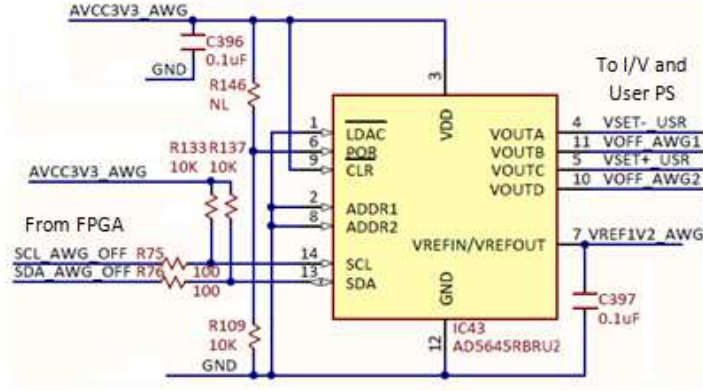 AVCC3V3_AWG
C396
0.1uF
GND
R146
NL
3
To I/V and
User PS
1
LDAC
VDD
VOUTA
4
VSET-_USR
R133 R137
10K 10K
6
POR
VOUTB
11
VOFF_AWG1
9
CLR
VOUTC
5
VSET+_USR
AVCC3V3_AWG
VOUTD
10
VOFF_AWG2
2
ADDR1
8
ADDR2
From FPGA
VREFIN/VREFOUT
7
VREF1V2_AWG
SCL_AWG_OFF
R75
100
14
SCL
SDA_AWG_OFF
R76
100
13
SDA
GND
C397
0.1uF
R109
10K
12
IC43
AD5645RBRUZ
GND